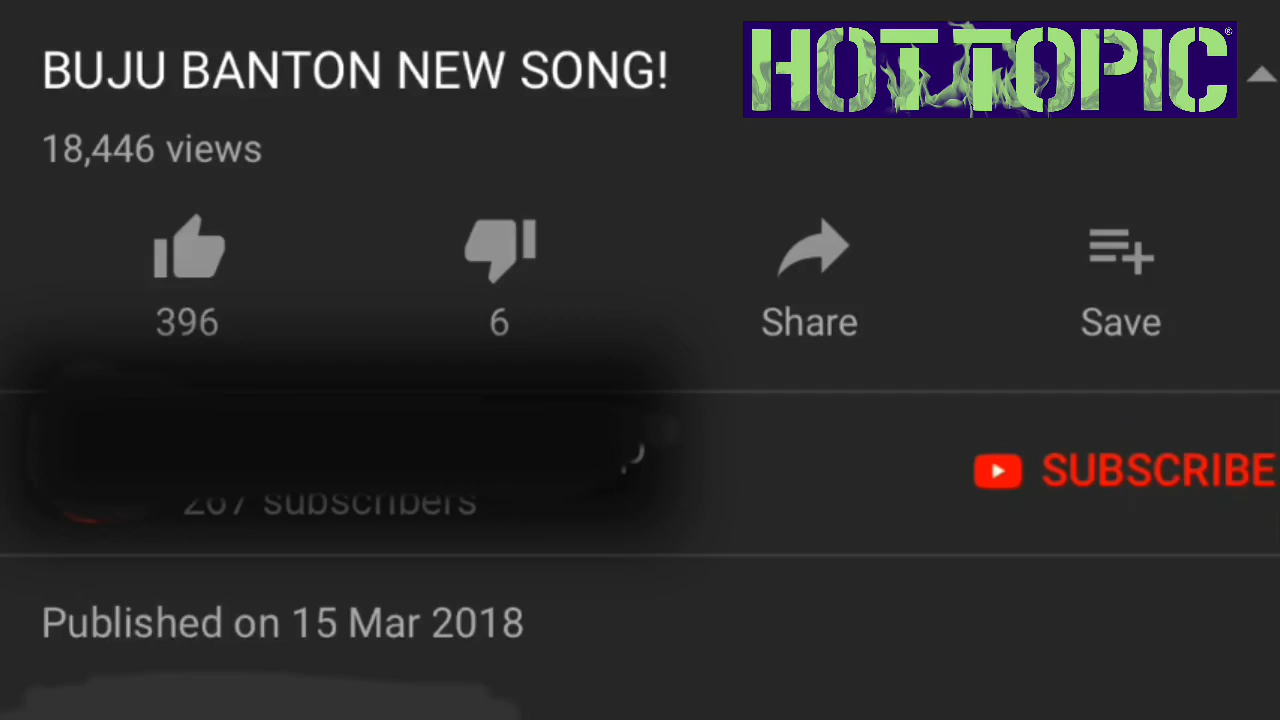 BUJU BANTON NEW SONG!
HOT TOPIC®
18,446 views
396
6
Share
Save
267 subscribers
SUBSCRIBE
Published on 15 Mar 2018